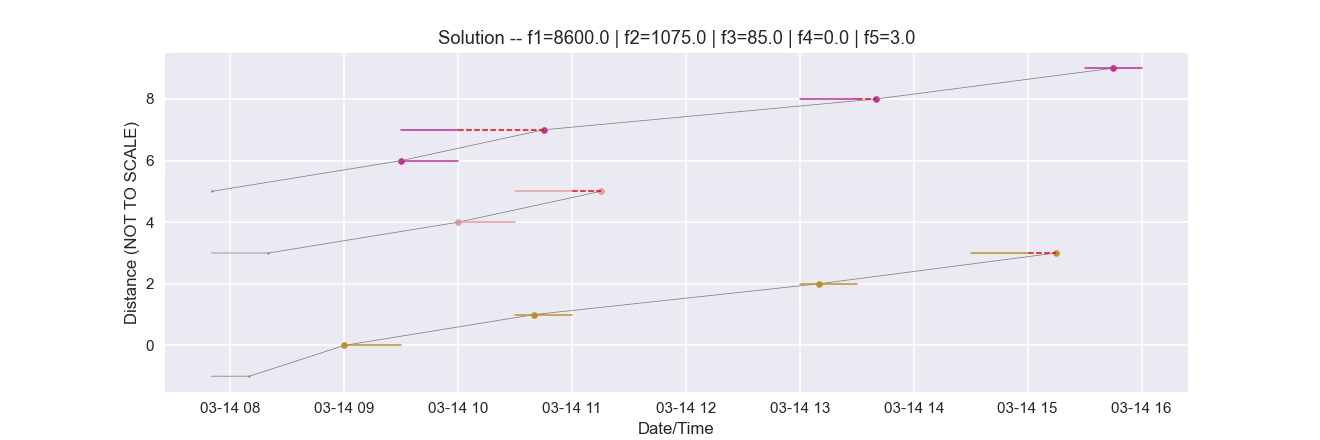 Solution -- f1=8600.0 | f2=1075.0 | f3=85.0 | f4=0.0 | f5=3.0
Distance (NOT TO SCALE)
8
6
4
2
0
03-14 08 03-14 09 03-14 10 03-14 11 03-14 12 03-14 13 03-14 14 03-14 15 03-14 16
Date/Time